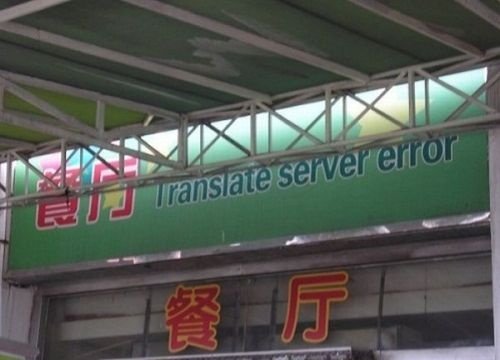 餐厅 Translate server error
餐厅